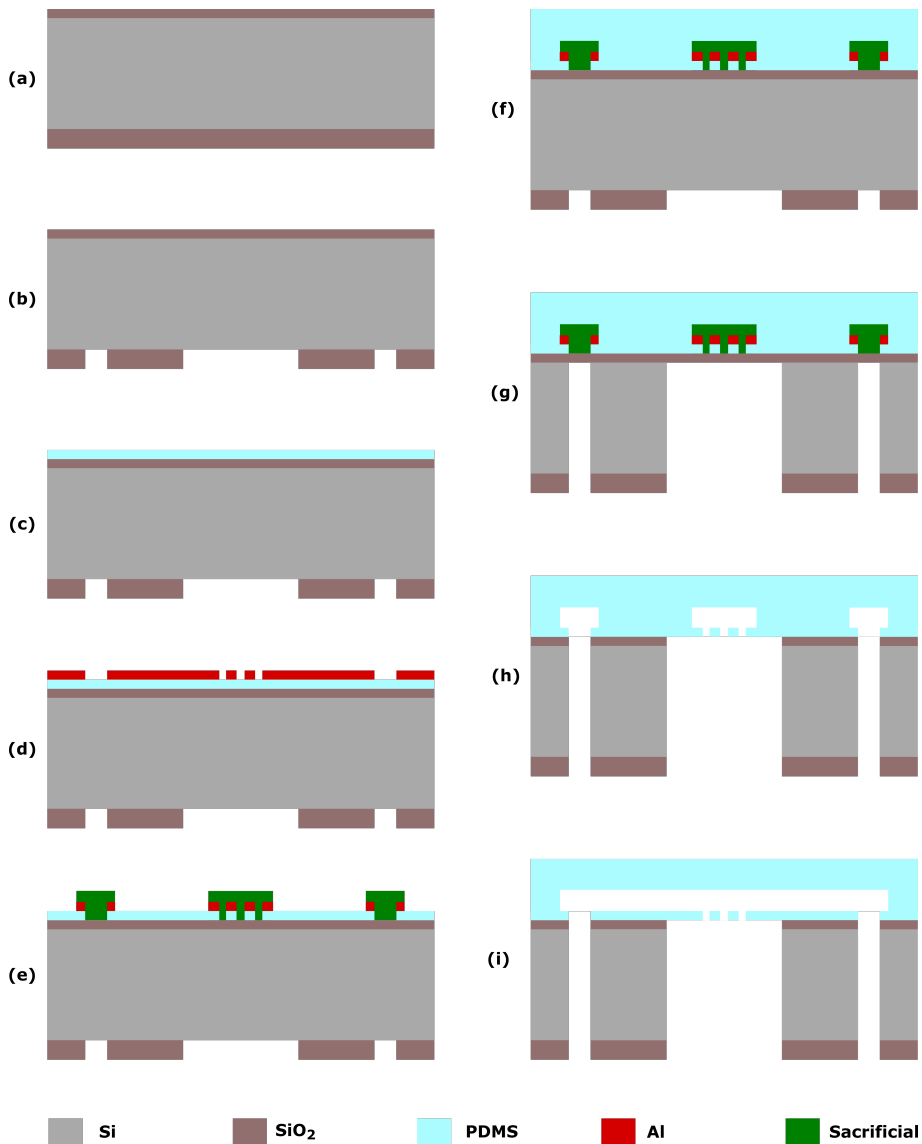 (a)
(b)
(c)
(d)
(e)
(f)
(g)
(h)
(i)
Si SiO₂ PDMS Al Sacrificial